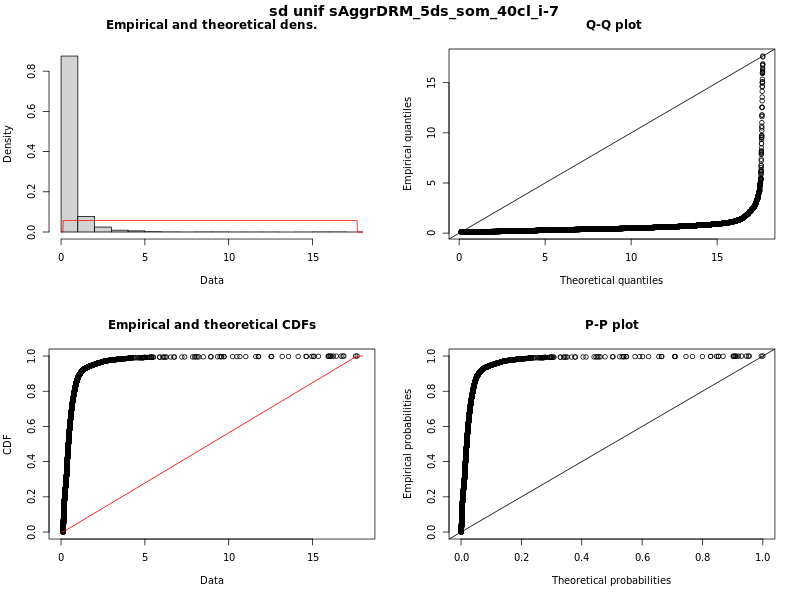 sd unif sAggrDRM_5ds_som_40cl_i-7
Empirical and theoretical dens.
Density
0.0 0.2 0.4 0.6 0.8
0 5 10 15
Data
Q-Q plot
Empirical quantiles
0 5 10 15
0 5 10 15
Theoretical quantiles
Empirical and theoretical CDFs
CDF
0.0 0.2 0.4 0.6 0.8 1.0
0 5 10 15
Data
P-P plot
Empirical probabilities
0.0 0.2 0.4 0.6 0.8 1.0
0.0 0.2 0.4 0.6 0.8 1.0
Theoretical probabilities